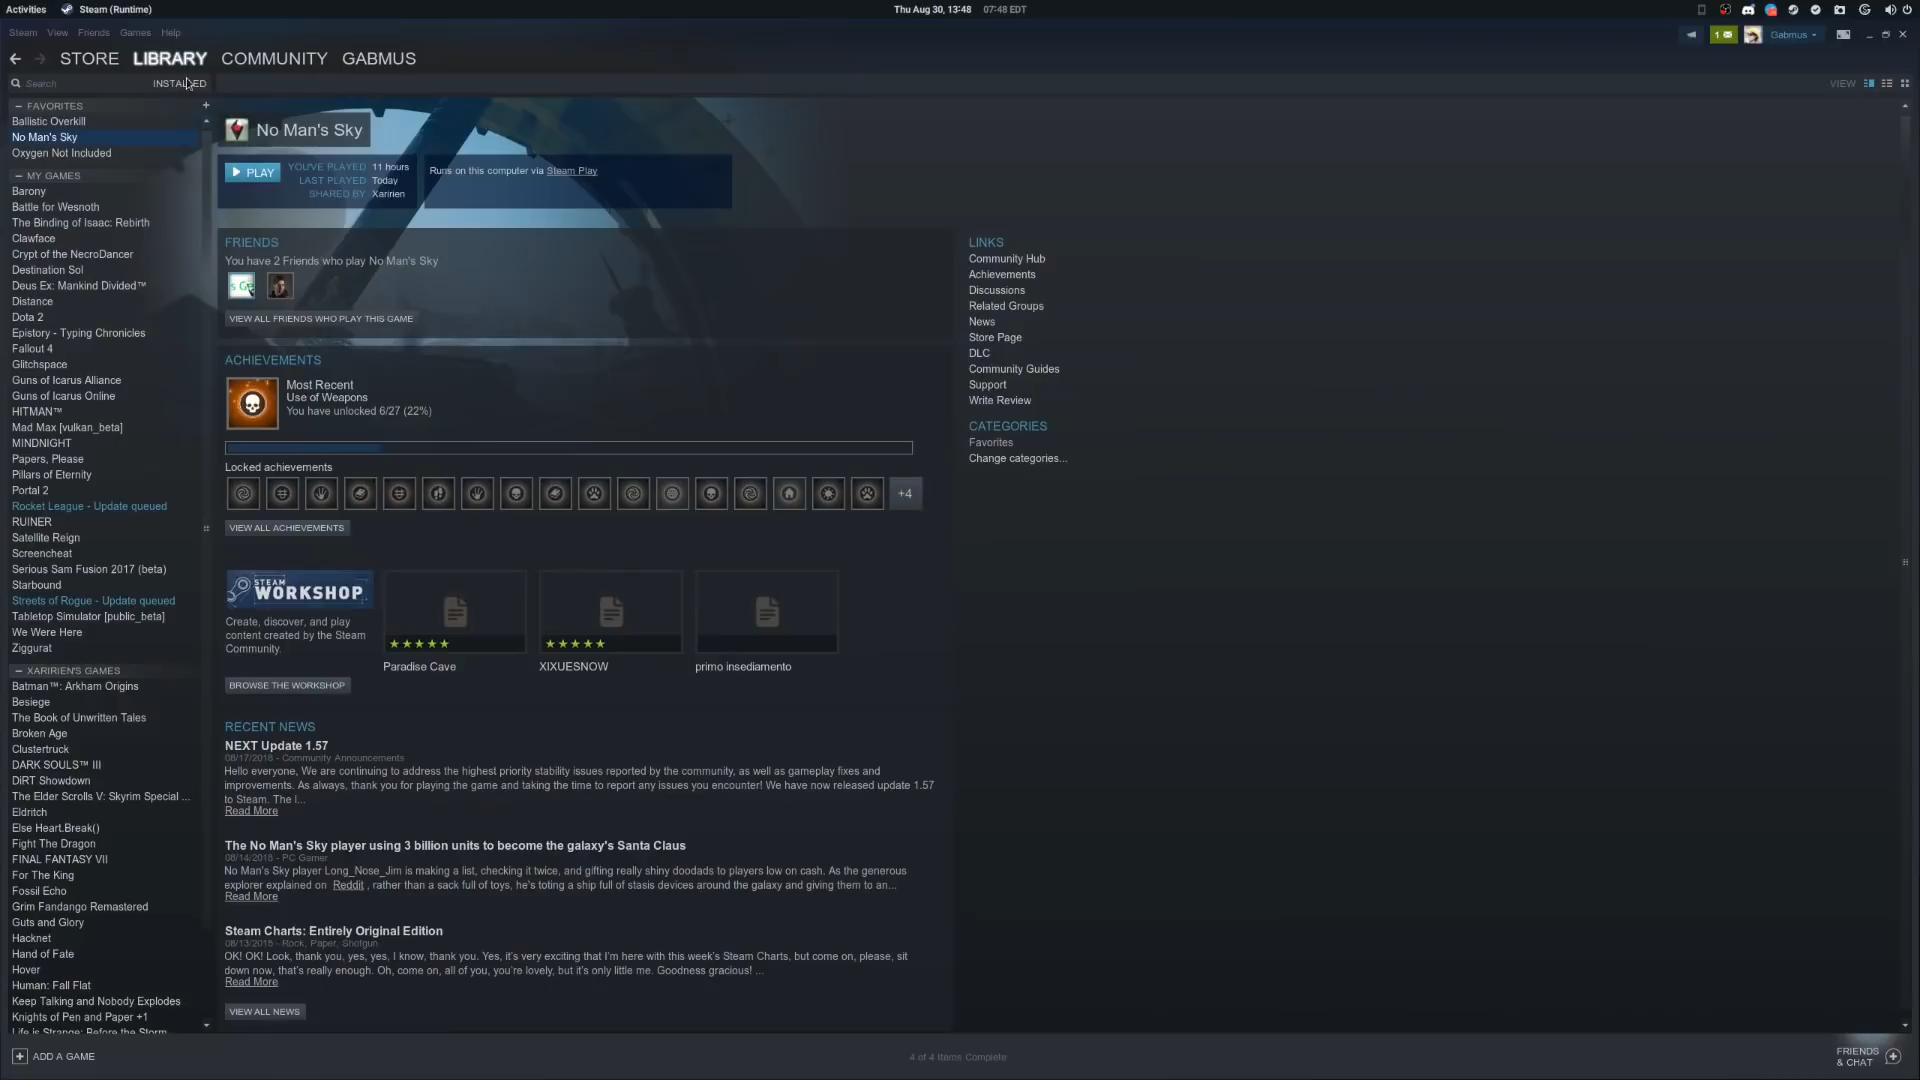 Activities
Steam (Runtime)
Thu Aug 30, 13:48
07:48 EDT
Steam View Friends Games Help
1
Gabmus
STORE LIBRARY COMMUNITY GABMUS
Search
INSTALLED
VIEW
FAVORITES
Ballistic Overkill
No Man's Sky
Oxygen Not Included
MY GAMES
Barony
Battle for Wesnoth
The Binding of Isaac: Rebirth
Clawface
Crypt of the NecroDancer
Destination Sol
Deus Ex: Mankind Divided™
Distance
Dota 2
Epistory - Typing Chronicles
Fallout 4
Glitchspace
Guns of Icarus Alliance
Guns of Icarus Online
HITMAN™
Mad Max [vulkan_beta]
MINDNIGHT
Papers, Please
Pillars of Eternity
Portal 2
Rocket League - Update queued
RUINER
Satellite Reign
Screencheat
Serious Sam Fusion 2017 (beta)
Starbound
Streets of Rogue - Update queued
Tabletop Simulator [public_beta]
We Were Here
Ziggurat
XARIRIEN'S GAMES
Batman™: Arkham Origins
Besiege
The Book of Unwritten Tales
Broken Age
Clustertruck
DARK SOULS™ III
DiRT Showdown
The Elder Scrolls V: Skyrim Special ...
Eldritch
Else Heart.Break()
Fight The Dragon
FINAL FANTASY VII
For The King
Fossil Echo
Grim Fandango Remastered
Guts and Glory
Hacknet
Hand of Fate
Hover
Human: Fall Flat
Keep Talking and Nobody Explodes
Knights of Pen and Paper +1
Life is Strange: Before the Storm
No Man's Sky
PLAY
YOU'VE PLAYED 11 hours
LAST PLAYED Today
SHARED BY Xaririen
Runs on this computer via Steam Play
FRIENDS
You have 2 Friends who play No Man's Sky
VIEW ALL FRIENDS WHO PLAY THIS GAME
ACHIEVEMENTS
Most Recent
Use of Weapons
You have unlocked 6/27 (22%)
Locked achievements
+4
VIEW ALL ACHIEVEMENTS
STEAM
WORKSHOP
Create, discover, and play
content created by the Steam
Community.
Paradise Cave
XIXUESNOW
primo insediamento
BROWSE THE WORKSHOP
RECENT NEWS
NEXT Update 1.57
08/17/2018 - Community Announcements
Hello everyone, We are continuing to address the highest priority stability issues reported by the community, as well as gameplay fixes and
improvements. As always, thank you for playing the game and taking the time to report any issues you encounter! We have now released update 1.57
to Steam. The i...
Read More
The No Man's Sky player using 3 billion units to become the galaxy's Santa Claus
08/14/2018 - PC Gamer
No Man's Sky player Long_Nose_Jim is making a list, checking it twice, and gifting really shiny doodads to players low on cash. As the generous
explorer explained on Reddit , rather than a sack full of toys, he's toting a ship full of stasis devices around the galaxy and giving them to an...
Read More
Steam Charts: Entirely Original Edition
08/13/2018 - Rock, Paper, Shotgun
OK! OK! Look, thank you, yes, yes, I know, thank you. Yes, it's very exciting that I'm here with this week's Steam Charts, but come on, please, sit
down now, that's really enough. Oh, come on, all of you, you're lovely, but it's only little me. Goodness gracious! ...
Read More
VIEW ALL NEWS
LINKS
Community Hub
Achievements
Discussions
Related Groups
News
Store Page
DLC
Community Guides
Support
Write Review
CATEGORIES
Favorites
Change categories...
ADD A GAME
4 of 4 Items Complete
FRIENDS
& CHAT